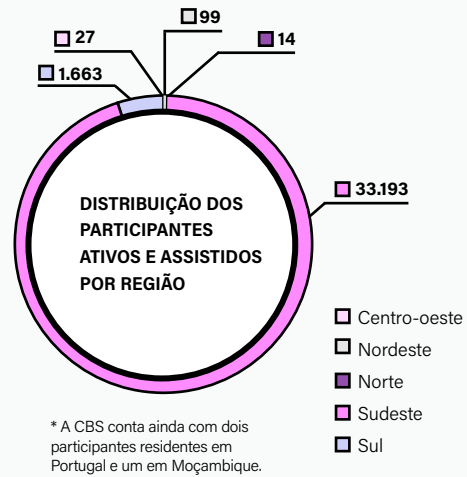 99
27
14
1.663
33.193
DISTRIBUIÇÃO DOS
PARTICIPANTES
ATIVOS E ASSISTIDOS
POR REGIÃO
Centro-oeste
Nordeste
Norte
Sudeste
Sul
* A CBS conta ainda com dois
participantes residentes em
Portugal e um em Moçambique.